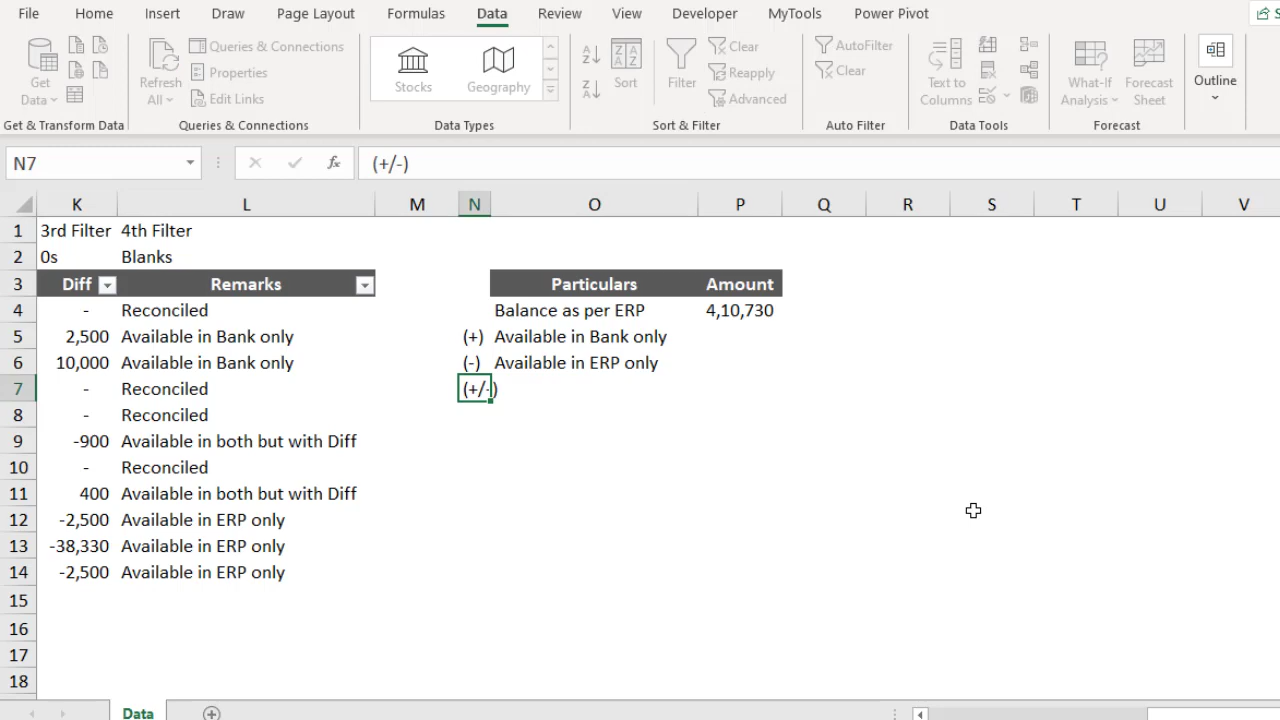 File Home Insert Draw Page Layout Formulas Data Review View Developer MyTools Power Pivot S
Get Data
Queries & Connections
Properties
Edit Links
Refresh All
Stocks
Geography
Sort
Filter
Clear
Reapply
Advanced
AutoFilter
Clear
Text to Columns
What-If Analysis
Forecast Sheet
Outline
Get & Transform Data Queries & Connections Data Types Sort & Filter Auto Filter Data Tools Forecast
N7 fx (+/-)
K L M N O P Q R S T U V
1 3rd Filter 4th Filter
2 0s Blanks
3 Diff Remarks Particulars Amount
4 - Reconciled Balance as per ERP 4,10,730
5 2,500 Available in Bank only (+) Available in Bank only
6 10,000 Available in Bank only (-) Available in ERP only
7 - Reconciled (+/-)
8 - Reconciled
9 -900 Available in both but with Diff
10 - Reconciled
11 400 Available in both but with Diff
12 -2,500 Available in ERP only
13 -38,330 Available in ERP only
14 -2,500 Available in ERP only
15
16
17
18
Data